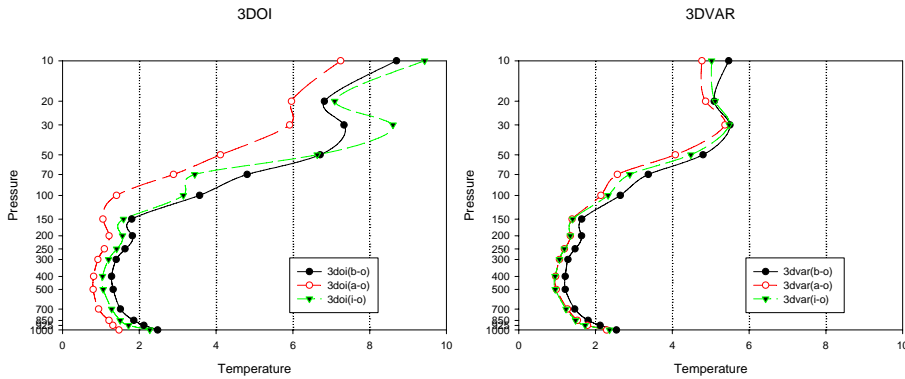 3DOI
Pressure
10
20
30
50
70
100
150
200
250
300
400
500
700
850
925
1000
0 2 4 6 8 10
Temperature
3doi(b-o)
3doi(a-o)
3doi(i-o)
3DVAR
Pressure
10
20
30
50
70
100
150
200
250
300
400
500
700
850
925
1000
0 2 4 6 8 10
Temperature
3dvar(b-o)
3dvar(a-o)
3dvar(i-o)